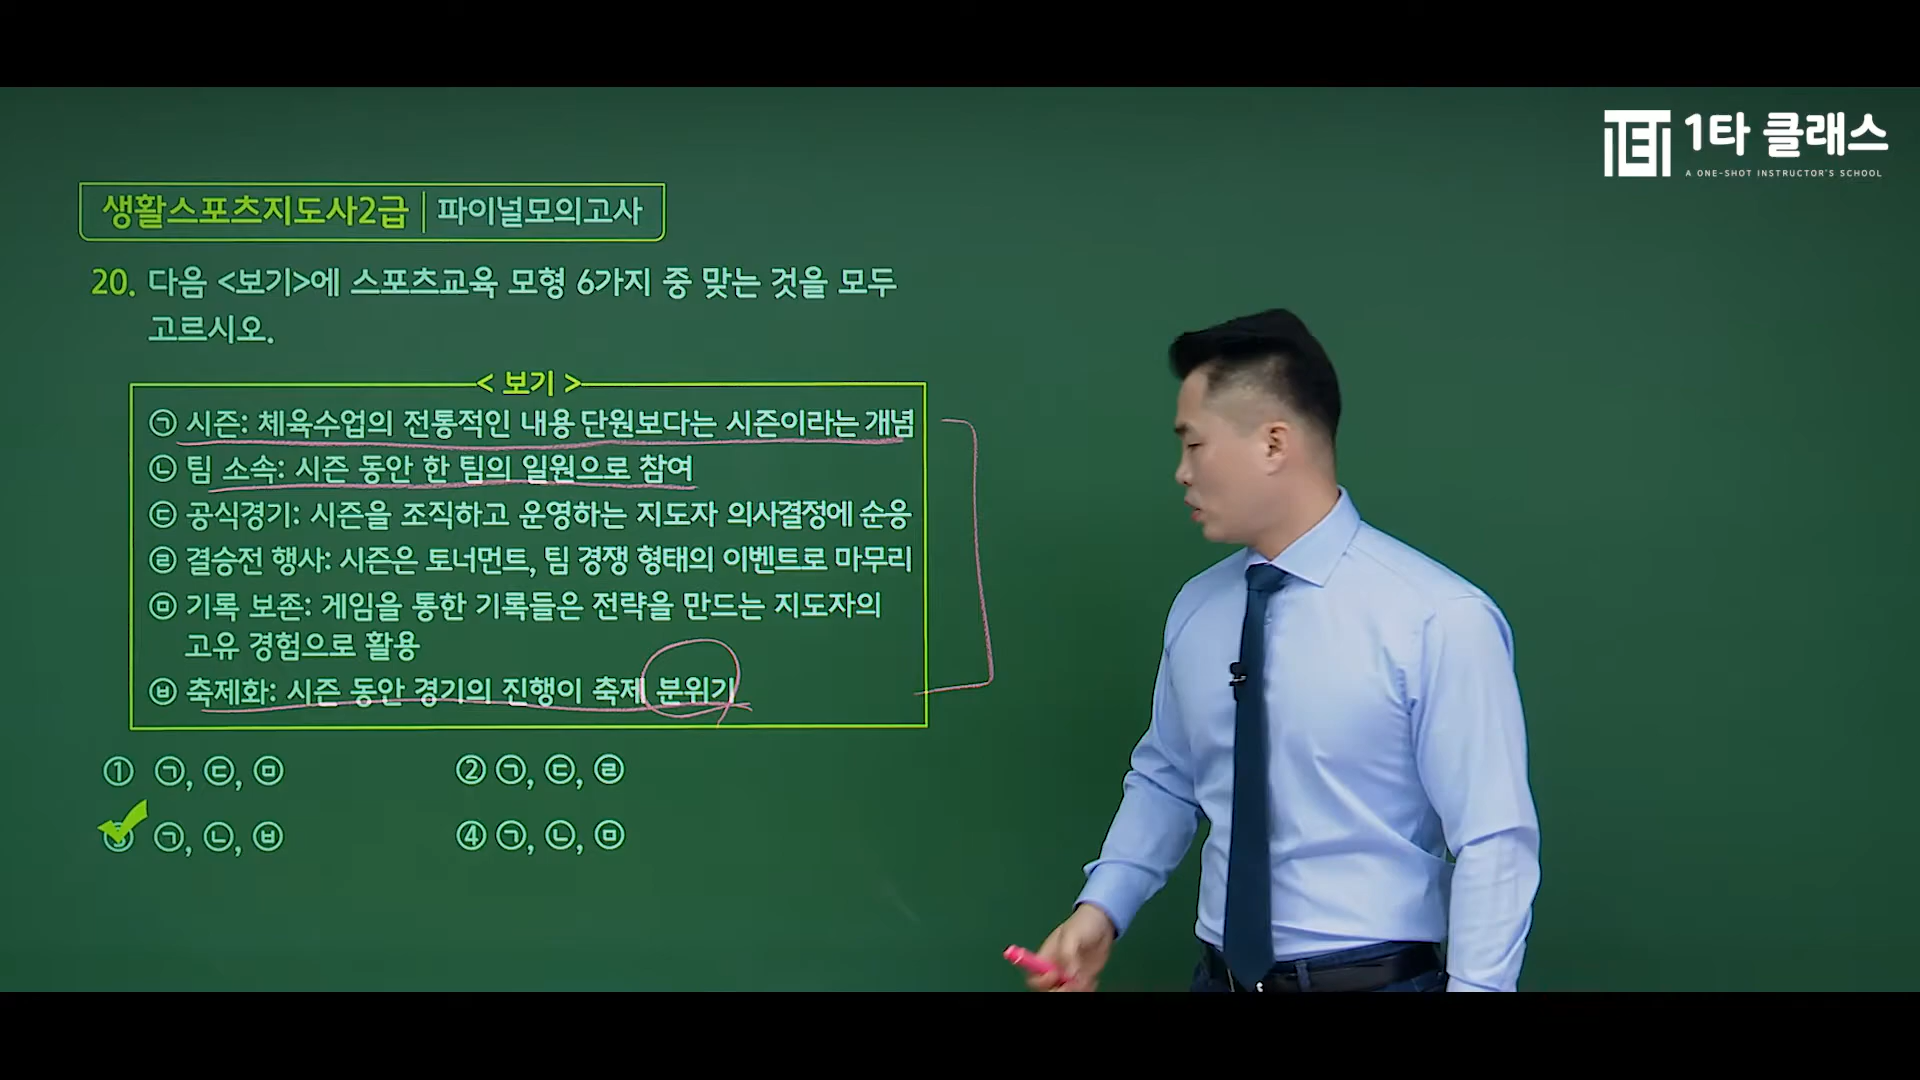 1타 클래스
A ONE-SHOT INSTRUCTOR'S SCHOOL
생활스포츠지도사2급 | 파이널모의고사
20. 다음 <보기>에 스포츠교육 모형 6가지 중 맞는 것을 모두
고르시오.
< 보기 >
㉠ 시즌: 체육수업의 전통적인 내용 단원보다는 시즌이라는 개념
㉡ 팀 소속: 시즌 동안 한 팀의 일원으로 참여
㉢ 공식경기: 시즌을 조직하고 운영하는 지도자 의사결정에 순응
㉣ 결승전 행사: 시즌은 토너먼트, 팀 경쟁 형태의 이벤트로 마무리
㉤ 기록 보존: 게임을 통한 기록들은 전략을 만드는 지도자의
고유 경험으로 활용
㉥ 축제화: 시즌 동안 경기의 진행이 축제 분위기
① ㉠, ㉢, ㉤ ② ㉠, ㉢, ㉣
③ ㉠, ㉡, ㉥ ④ ㉠, ㉡, ㉤